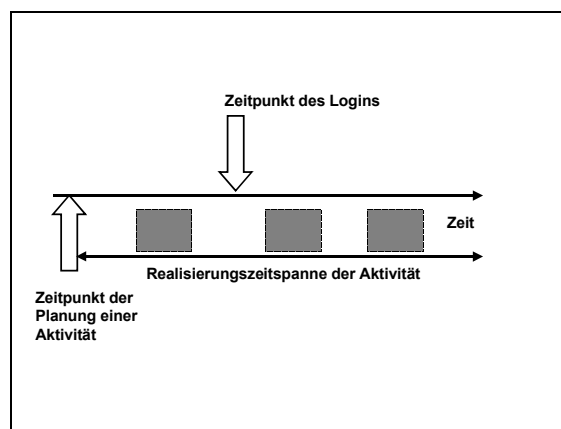 Zeitpunkt des Logins
Zeit
Realisierungszeitspanne der Aktivität
Zeitpunkt der
Planung einer
Aktivität